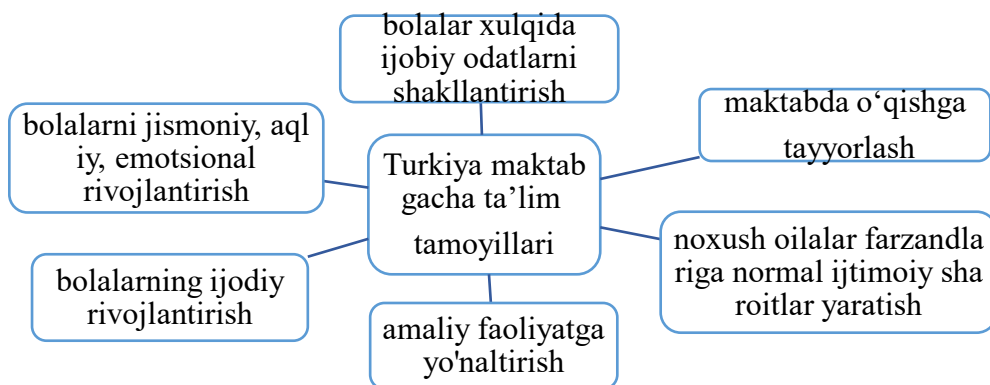 bolalar xulqida
ijobiy odatlarni
shakllantirish
bolalarni jismoniy, aql
iy, emotsional
rivojlantirish
maktabda o‘qishga
tayyorlash
Turkiya maktab
gacha ta’lim
tamoyillari
noxush oilalar farzandla
riga normal ijtimoiy sha
roitlar yaratish
bolalarning ijodiy
rivojlantirish
amaliy faoliyatga
yo'naltirish